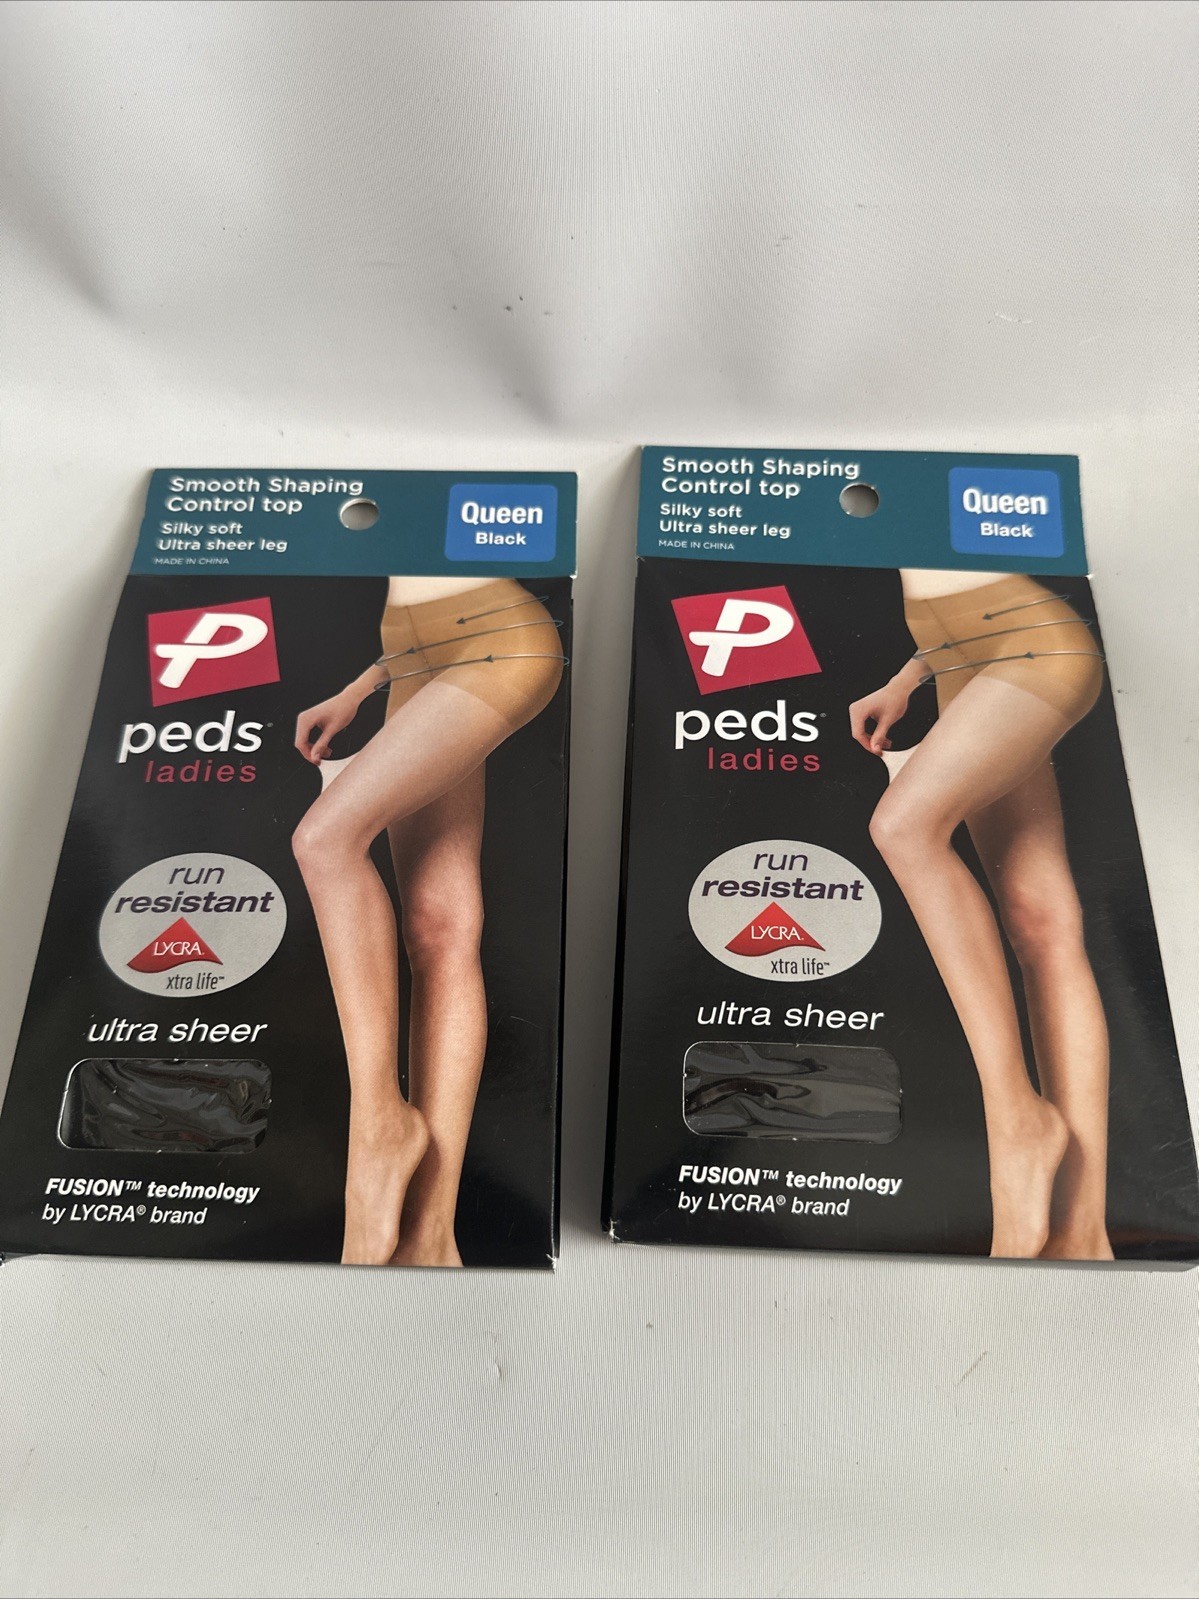 Smooth Shaping
Control top
Silky soft
Ultra sheer leg
MADE IN CHINA
Queen
Black
P
peds
ladies
run
resistant
LYCRA
xtra life™
ultra sheer
FUSION™ technology
by LYCRA® brand
Smooth Shaping
Control top
Silky soft
Ultra sheer leg
MADE IN CHINA
Queen
Black
P
peds
ladies
run
resistant
LYCRA
xtra life™
ultra sheer
FUSION™ technology
by LYCRA® brand